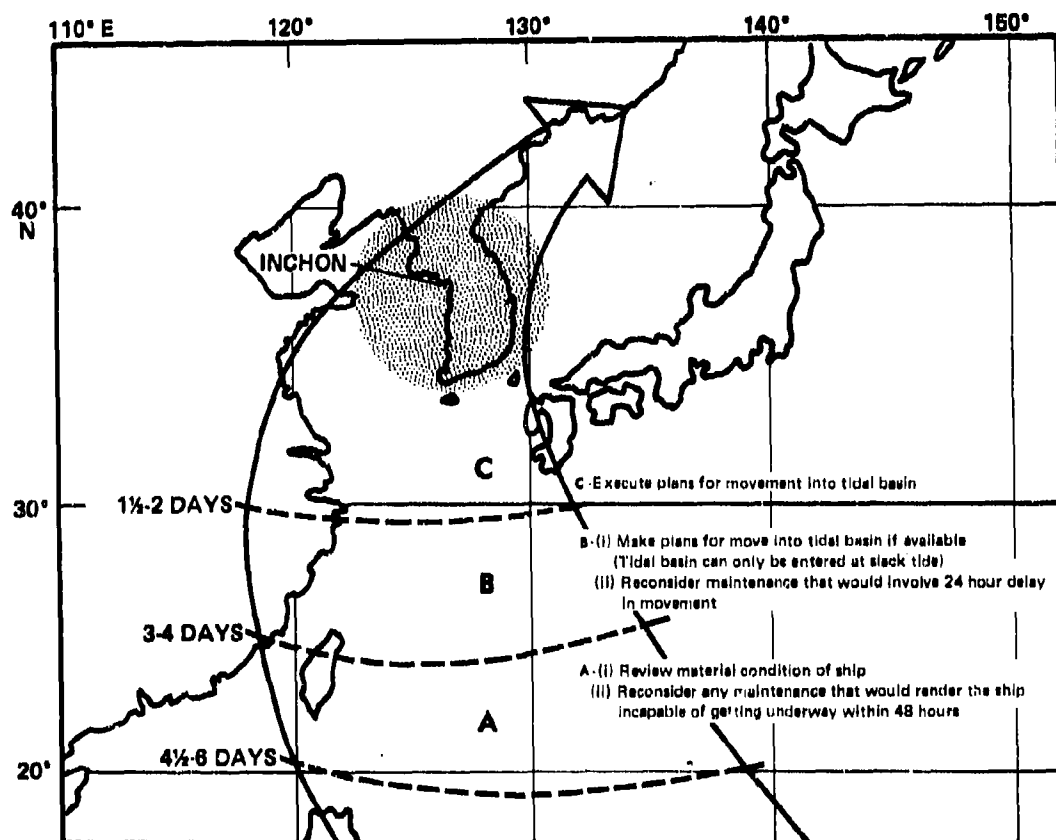 110° E 120° 130° 140° 150°
40°
N
INCHON
C
C-Execute plans for movement into tidal basin
1½-2 DAYS
30°
B-(i) Make plans for move into tidal basin if available
(Tidal basin can only be entered at slack tide)
B
(ii) Reconsider maintenance that would involve 24 hour delay
in movement
3-4 DAYS
A-(i) Review material condition of ship
(ii) Reconsider any maintenance that would render the ship
incapable of getting underway within 48 hours
A
4½-6 DAYS
20°